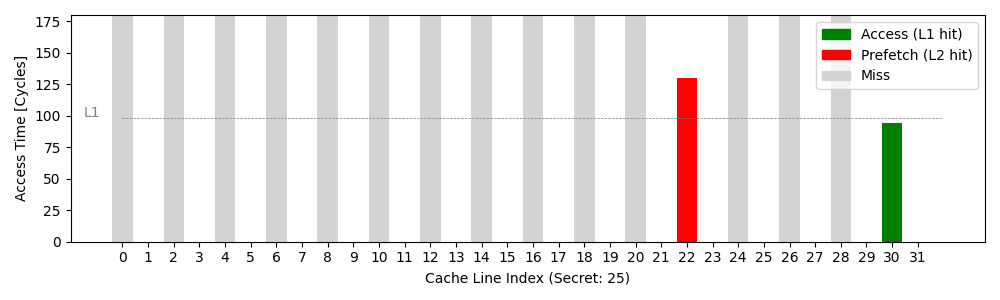 175
150
125
100
75
50
25
0
Access Time [Cycles]
L1
Access (L1 hit)
Prefetch (L2 hit)
Miss
0 1 2 3 4 5 6 7 8 9 10 11 12 13 14 15 16 17 18 19 20 21 22 23 24 25 26 27 28 29 30 31
Cache Line Index (Secret: 25)